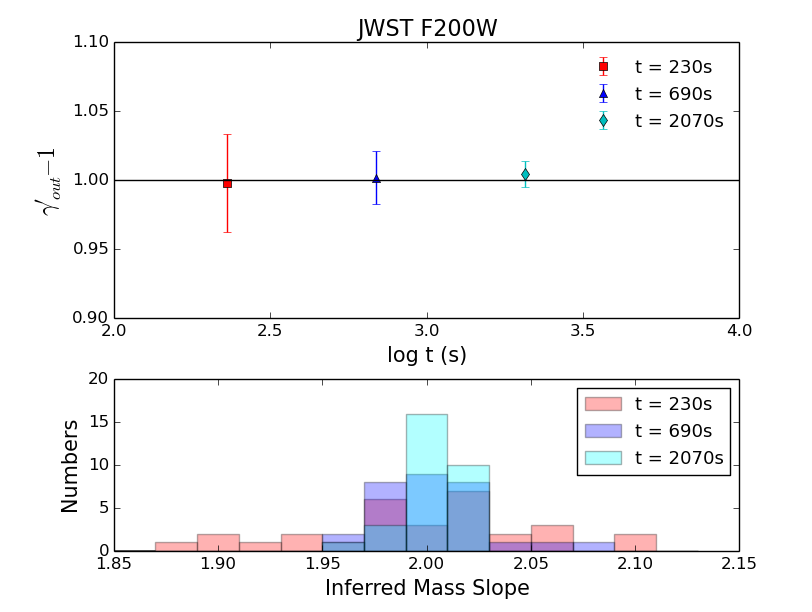 JWST F200W
1.10
1.05
1.00
0.95
0.90
γ′out−1
t = 230s
t = 690s
t = 2070s
2.0 2.5 3.0 3.5 4.0
log t (s)
20
15
10
5
0
Numbers
t = 230s
t = 690s
t = 2070s
1.85 1.90 1.95 2.00 2.05 2.10 2.15
Inferred Mass Slope